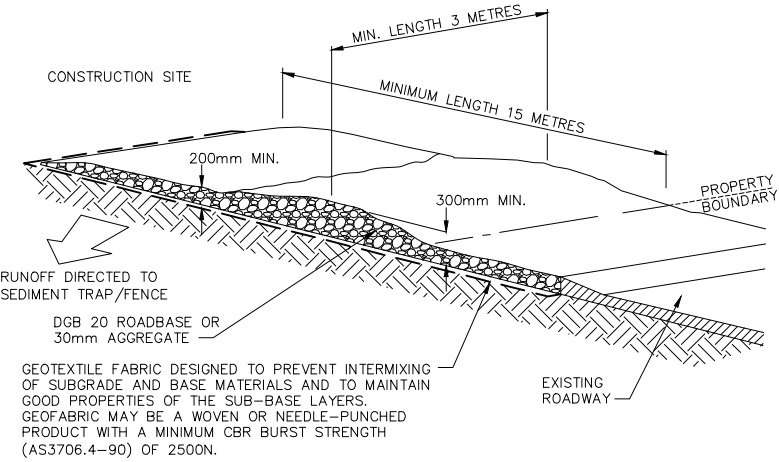 MIN. LENGTH 3 METRES
CONSTRUCTION SITE
MINIMUM LENGTH 15 METRES
200mm MIN.
300mm MIN.
PROPERTY
BOUNDARY
RUNOFF DIRECTED TO
SEDIMENT TRAP/FENCE
DGB 20 ROADBASE OR
30mm AGGREGATE
GEOTEXTILE FABRIC DESIGNED TO PREVENT INTERMIXING
OF SUBGRADE AND BASE MATERIALS AND TO MAINTAIN
GOOD PROPERTIES OF THE SUB-BASE LAYERS.
GEOFABRIC MAY BE A WOVEN OR NEEDLE-PUNCHED
PRODUCT WITH A MINIMUM CBR BURST STRENGTH
(AS3706.4-90) OF 2500N.
EXISTING
ROADWAY